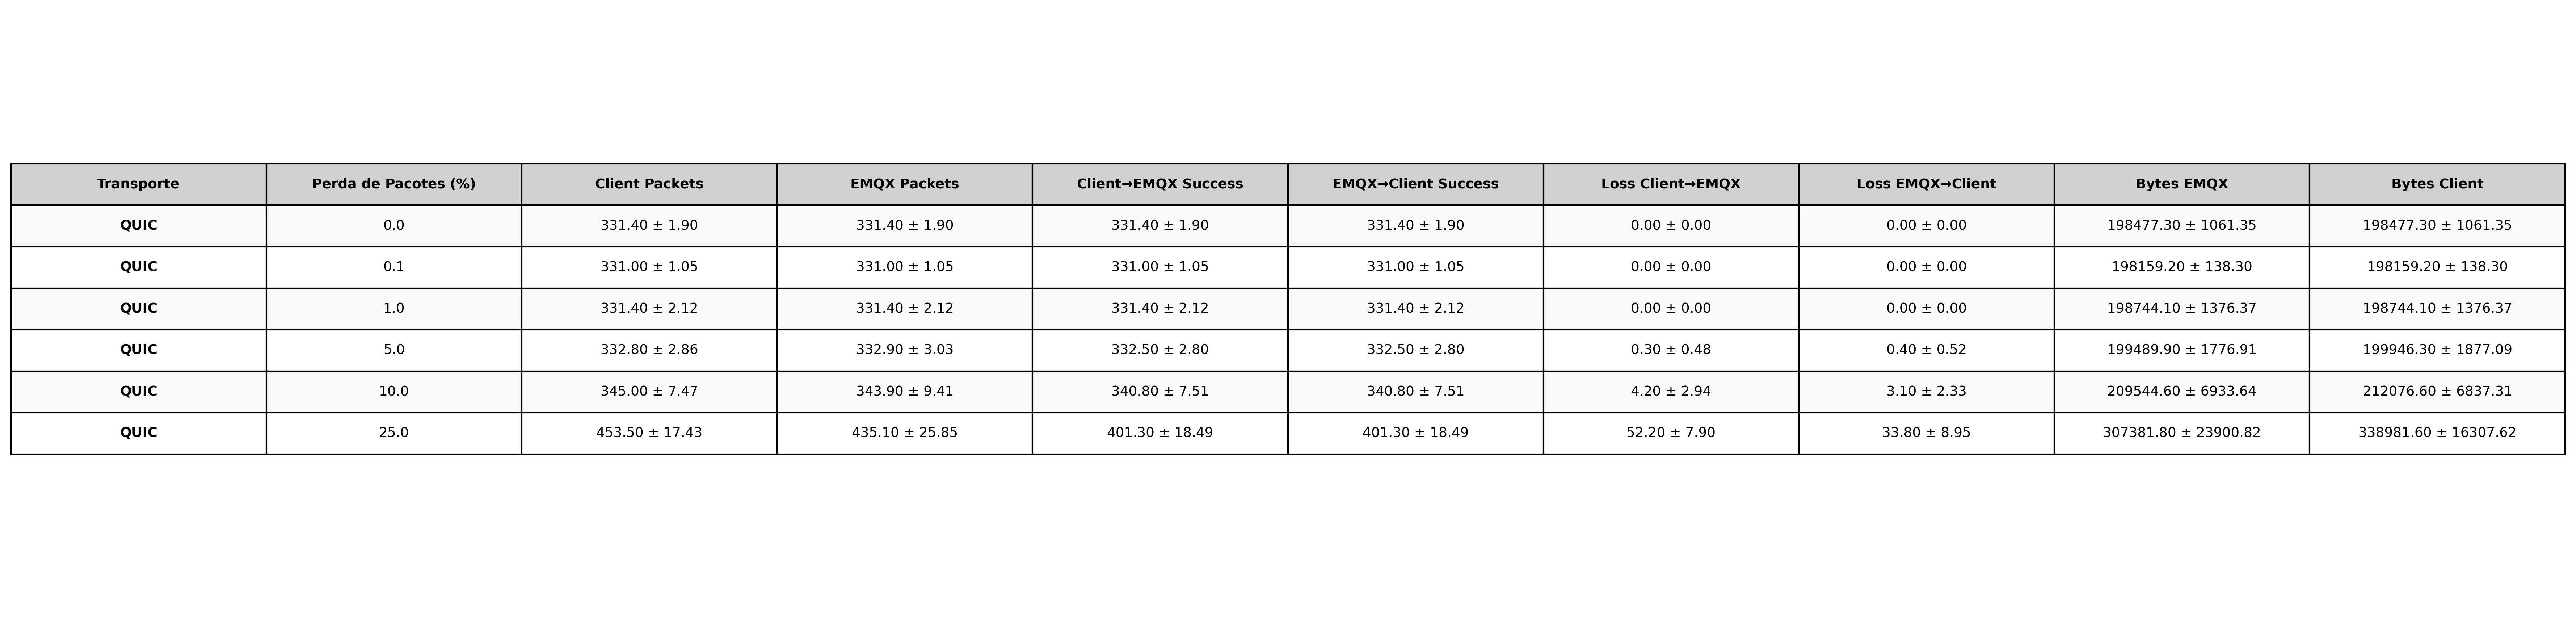 Transporte Perda de Pacotes (%) Client Packets EMQX Packets Client→EMQX Success EMQX→Client Success Loss Client→EMQX Loss EMQX→Client Bytes EMQX Bytes Client
QUIC 0.0 331.40 ± 1.90 331.40 ± 1.90 331.40 ± 1.90 331.40 ± 1.90 0.00 ± 0.00 0.00 ± 0.00 198477.30 ± 1061.35 198477.30 ± 1061.35
QUIC 0.1 331.00 ± 1.05 331.00 ± 1.05 331.00 ± 1.05 331.00 ± 1.05 0.00 ± 0.00 0.00 ± 0.00 198159.20 ± 138.30 198159.20 ± 138.30
QUIC 1.0 331.40 ± 2.12 331.40 ± 2.12 331.40 ± 2.12 331.40 ± 2.12 0.00 ± 0.00 0.00 ± 0.00 198744.10 ± 1376.37 198744.10 ± 1376.37
QUIC 5.0 332.80 ± 2.86 332.90 ± 3.03 332.50 ± 2.80 332.50 ± 2.80 0.30 ± 0.48 0.40 ± 0.52 199489.90 ± 1776.91 199946.30 ± 1877.09
QUIC 10.0 345.00 ± 7.47 343.90 ± 9.41 340.80 ± 7.51 340.80 ± 7.51 4.20 ± 2.94 3.10 ± 2.33 209544.60 ± 6933.64 212076.60 ± 6837.31
QUIC 25.0 453.50 ± 17.43 435.10 ± 25.85 401.30 ± 18.49 401.30 ± 18.49 52.20 ± 7.90 33.80 ± 8.95 307381.80 ± 23900.82 338981.60 ± 16307.62